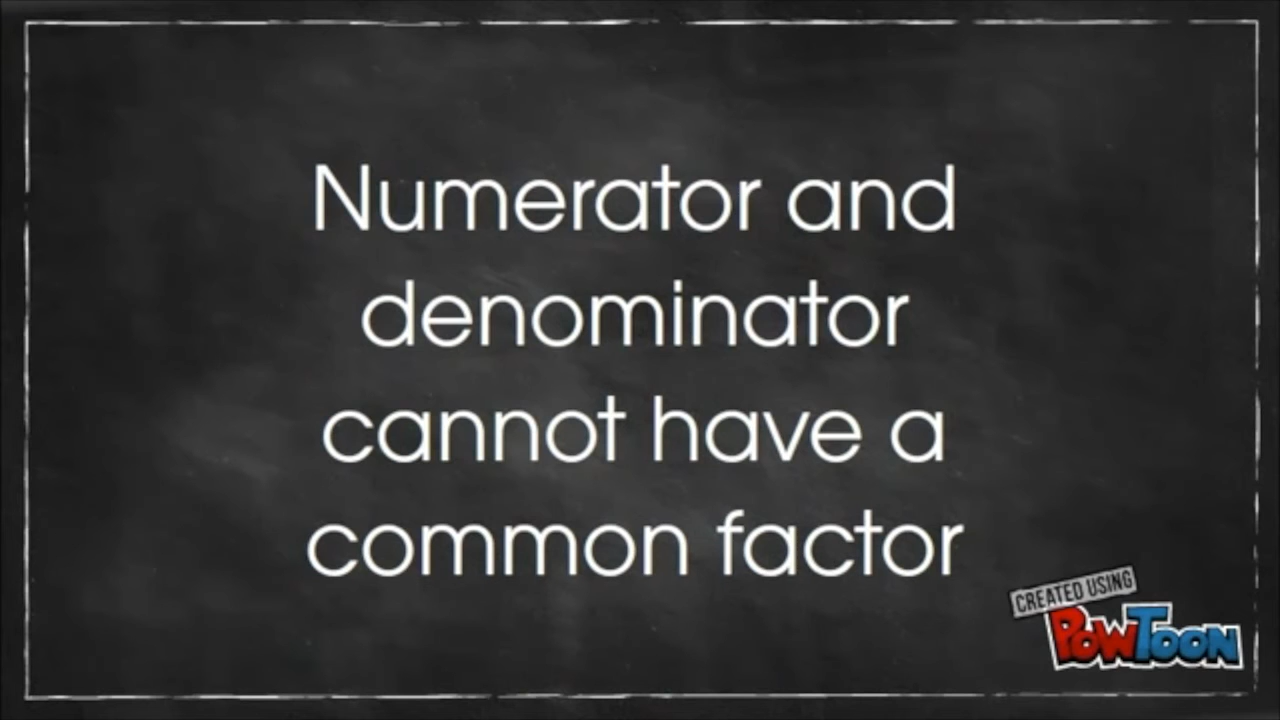 Numerator and
denominator
cannot have a
common factor
CREATED USING
POWTOON